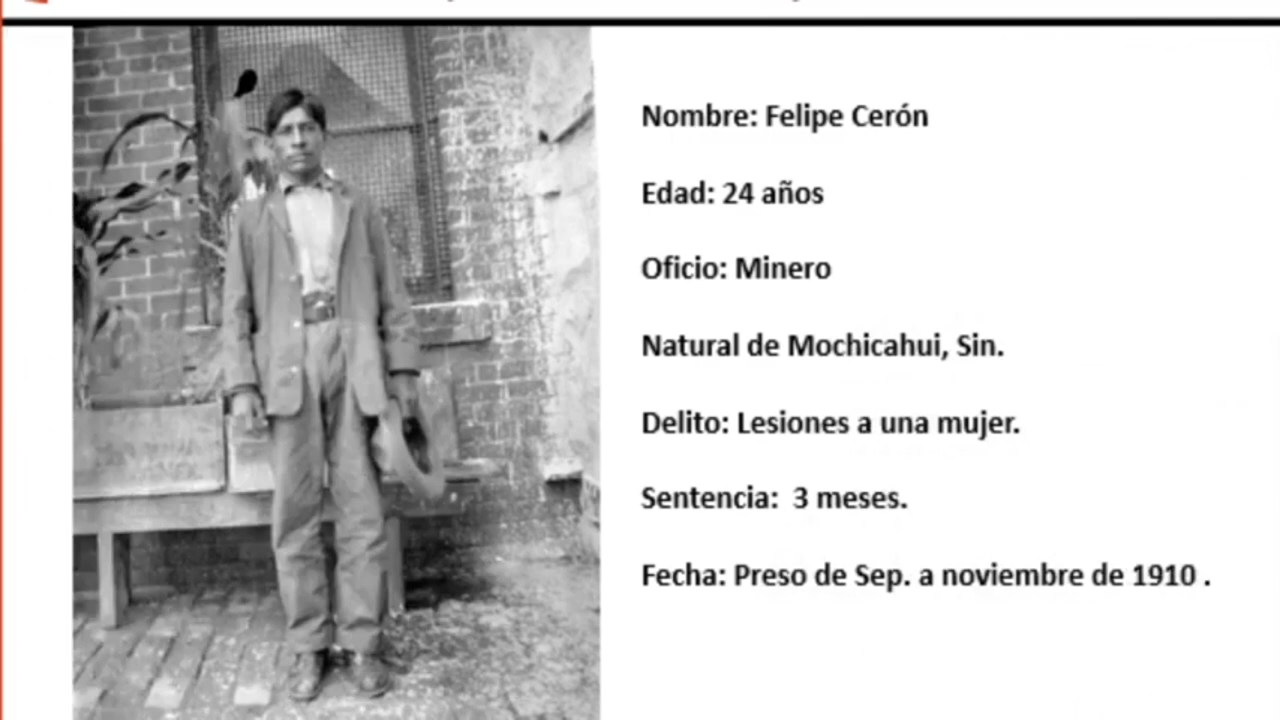 Nombre: Felipe Cerón
Edad: 24 años
Oficio: Minero
Natural de Mochicahui, Sin.
Delito: Lesiones a una mujer.
Sentencia:  3 meses.
Fecha: Preso de Sep. a noviembre de 1910 .